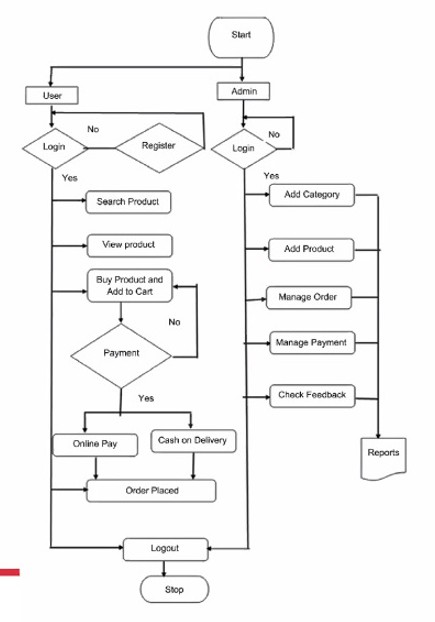 Start
User
Admin
No
Login
Register
No
Login
Yes
Yes
Search Product
Add Category
View product
Add Product
Buy Product and
Add to Cart
Manage Order
No
Payment
Manage Payment
Yes
Check Feedback
Online Pay
Cash on Delivery
Reports
Order Placed
Logout
Stop